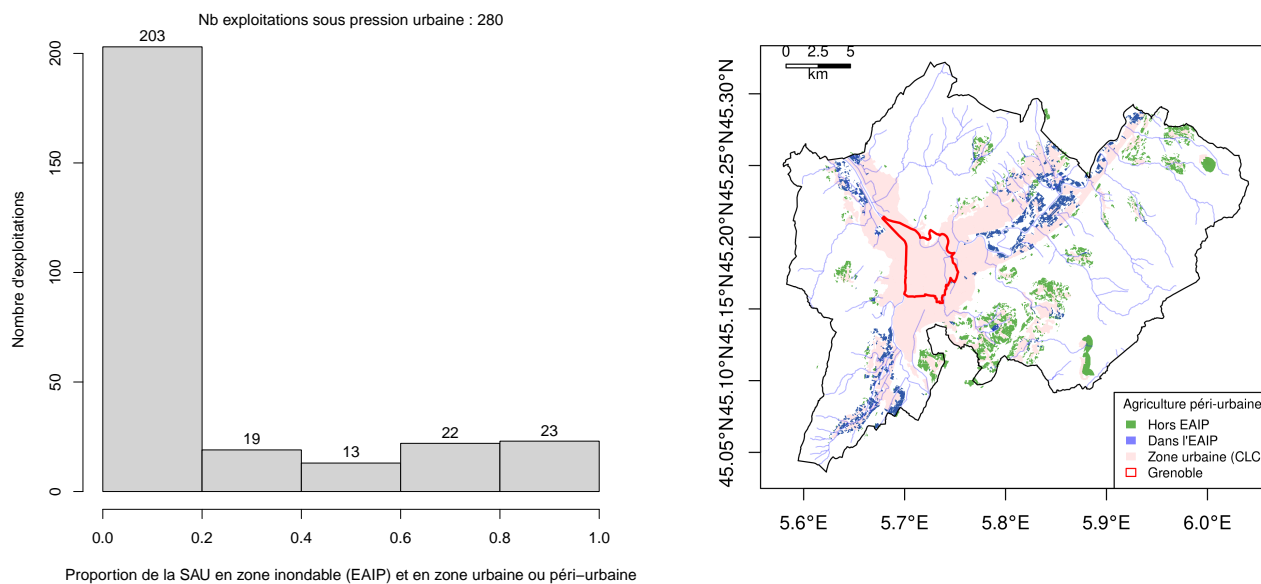 Nb exploitations sous pression urbaine : 280
203
19
13
22
23
200
150
100
50
0
Nombre d'exploitations
0.0 0.2 0.4 0.6 0.8 1.0
Proportion de la SAU en zone inondable (EAIP) et en zone urbaine ou péri−urbaine
0 2.5 5
km
45.30°N
45.25°N
45.20°N
45.15°N
45.10°N
45.05°N
5.6°E 5.7°E 5.8°E 5.9°E 6.0°E
Agriculture péri-urbaine
Hors EAIP
Dans l'EAIP
Zone urbaine (CLC
Grenoble